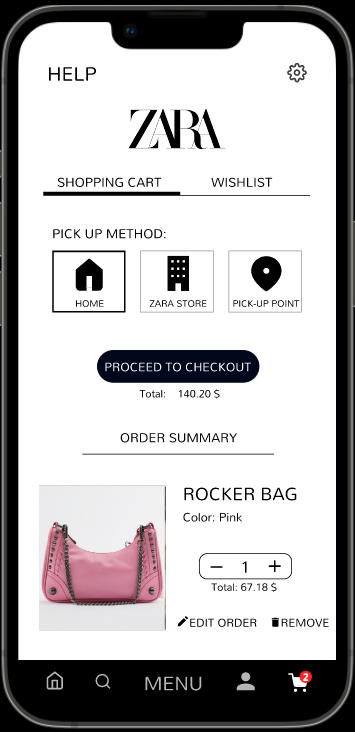 HELP
ZARA
SHOPPING CART WISHLIST
PICK UP METHOD:
HOME ZARA STORE PICK-UP POINT
PROCEED TO CHECKOUT
Total: 140.20 $
ORDER SUMMARY
ROCKER BAG
Color: Pink
1
Total: 67.18 $
EDIT ORDER REMOVE
MENU 2